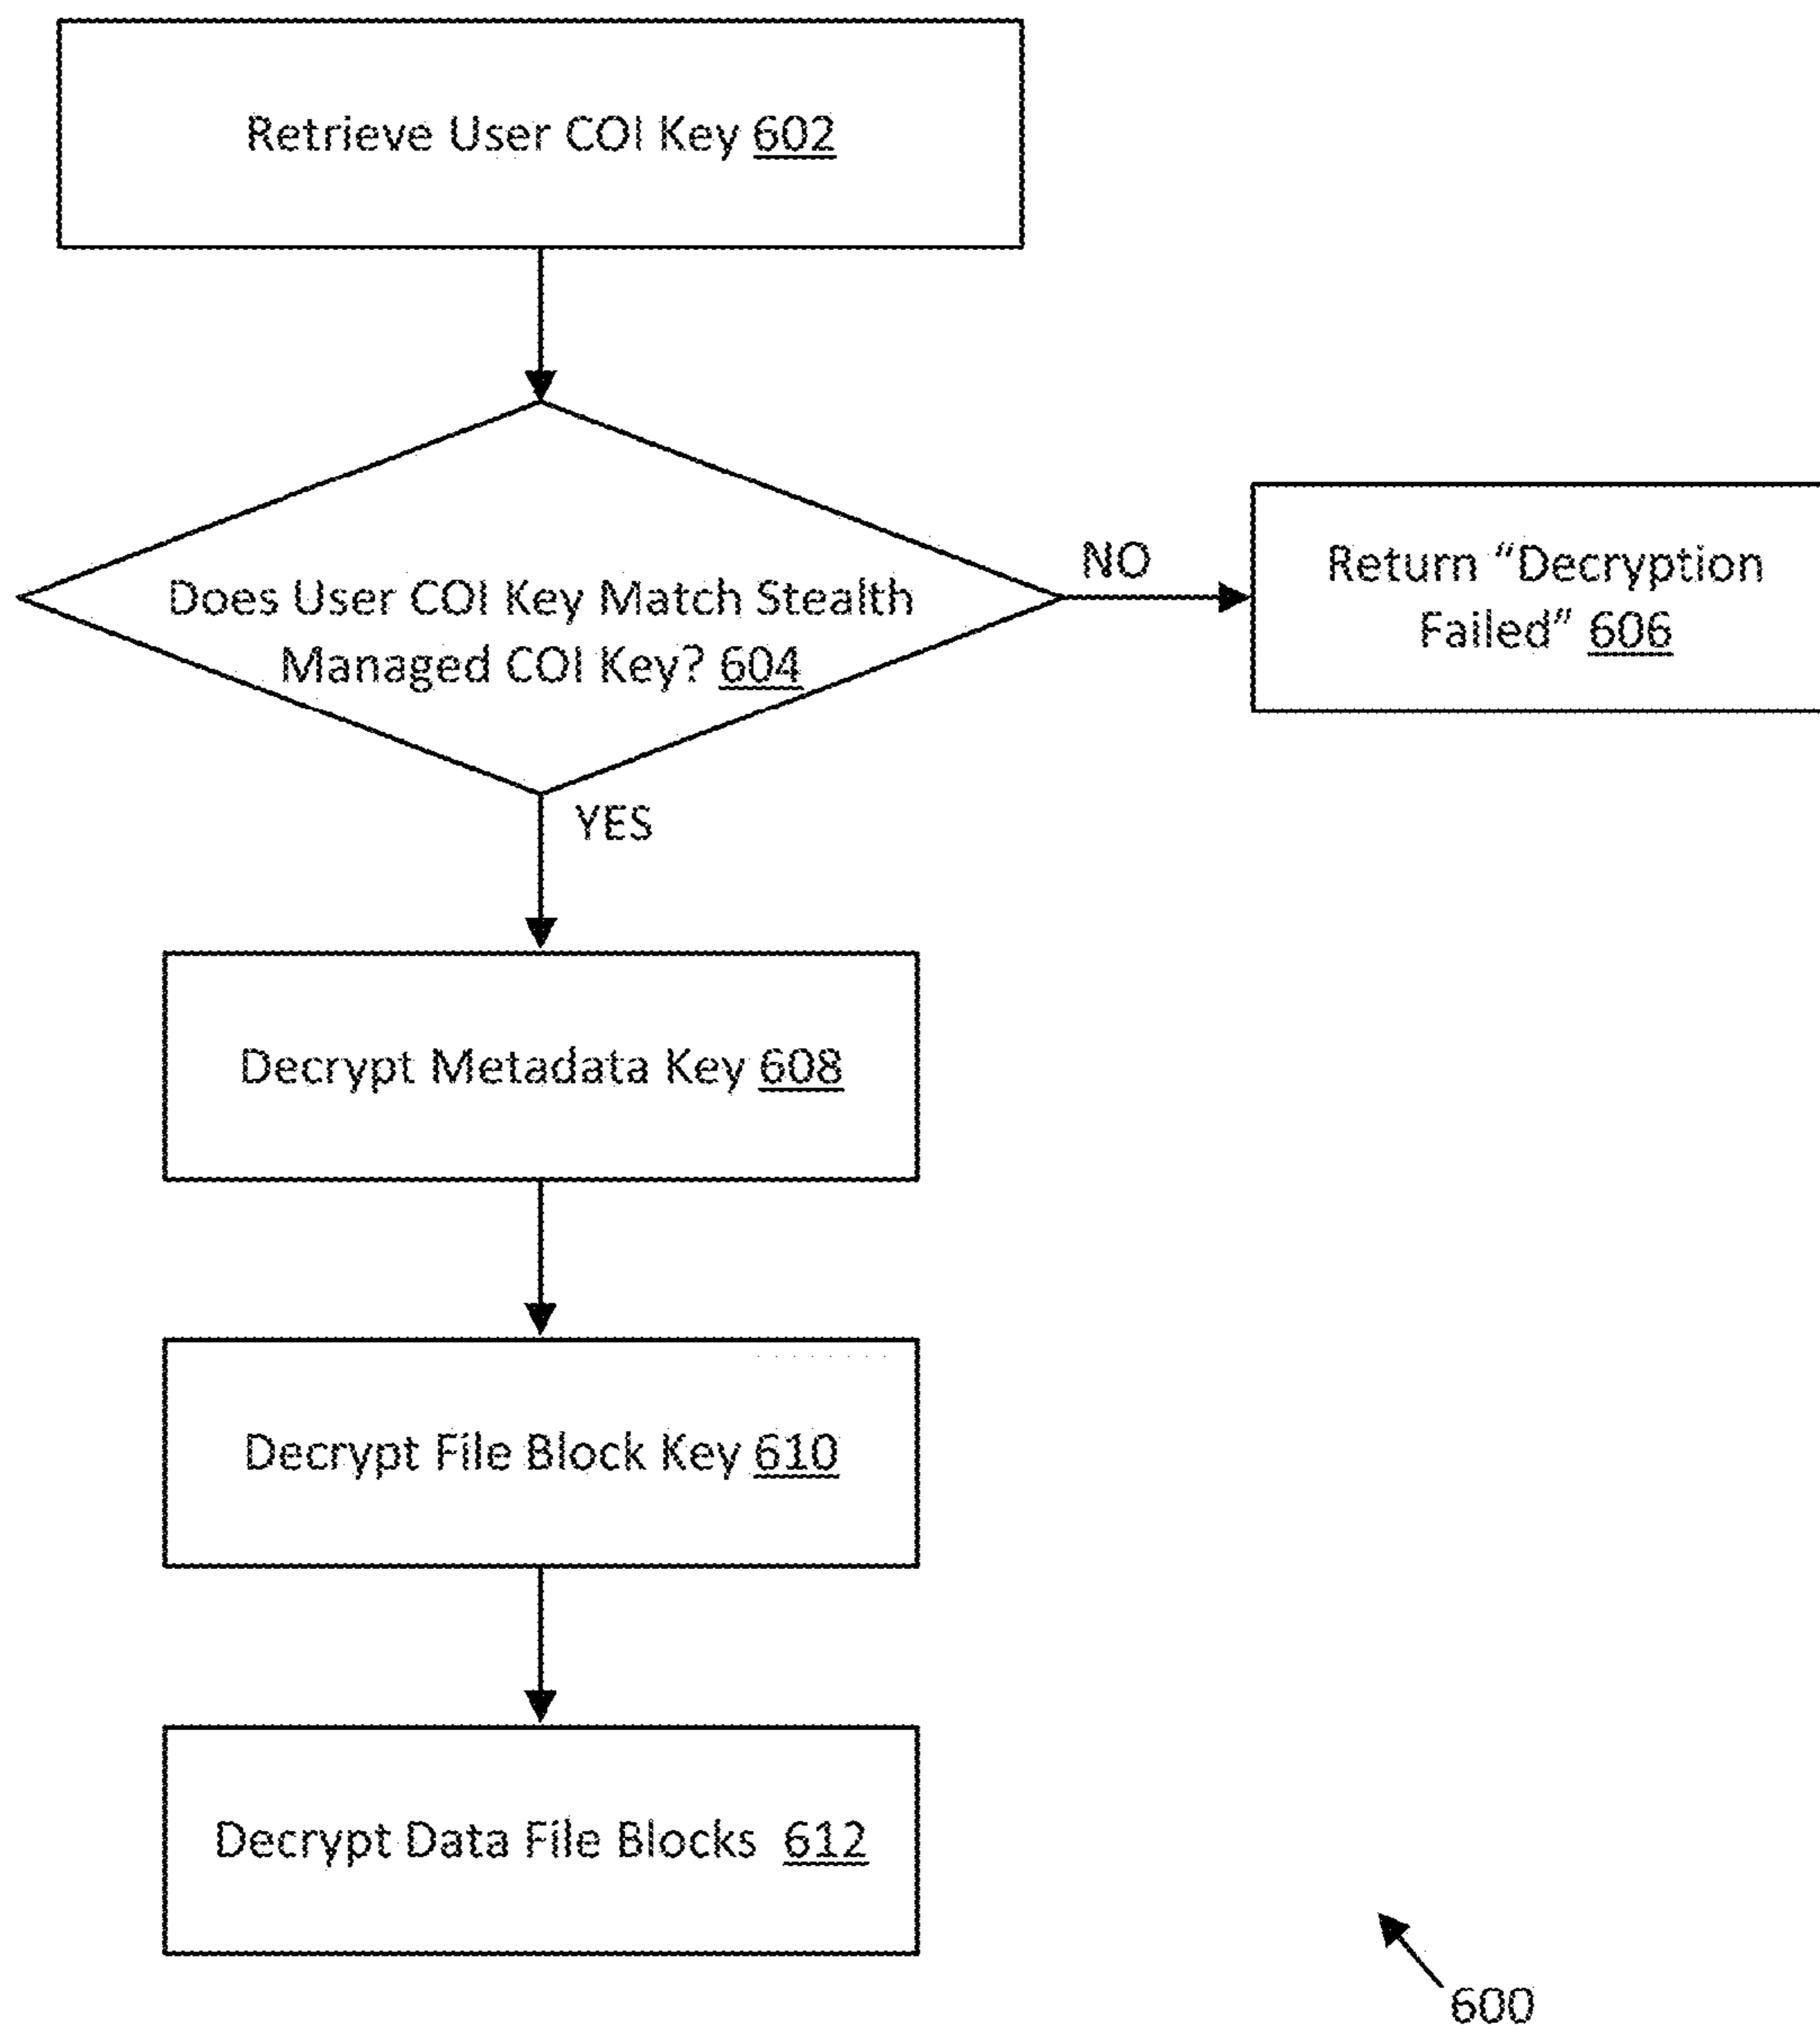 Retrieve User COI Key 602
Does User COI Key Match Stealth
Managed COI Key? 604
NO
Return “Decryption
Failed” 606
YES
Decrypt Metadata Key 608
Decrypt File Block Key 610
Decrypt Data File Blocks 612
600